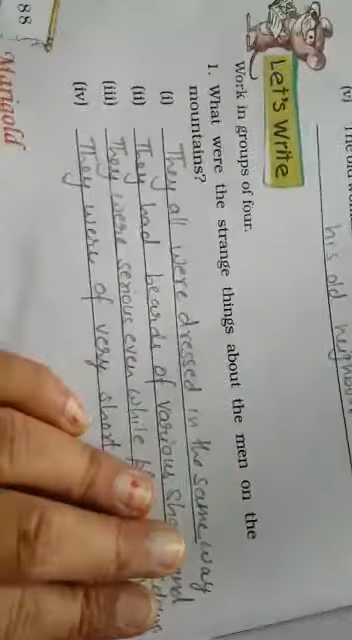 his old neighbour
Let's Write
Work in groups of four.
1. What were the strange things about the men on the
mountains?
(i) They all were dressed in the same way
(ii) They had beards of various
(iii) They were serious even while
(iv) They were of very short
88
Marigold